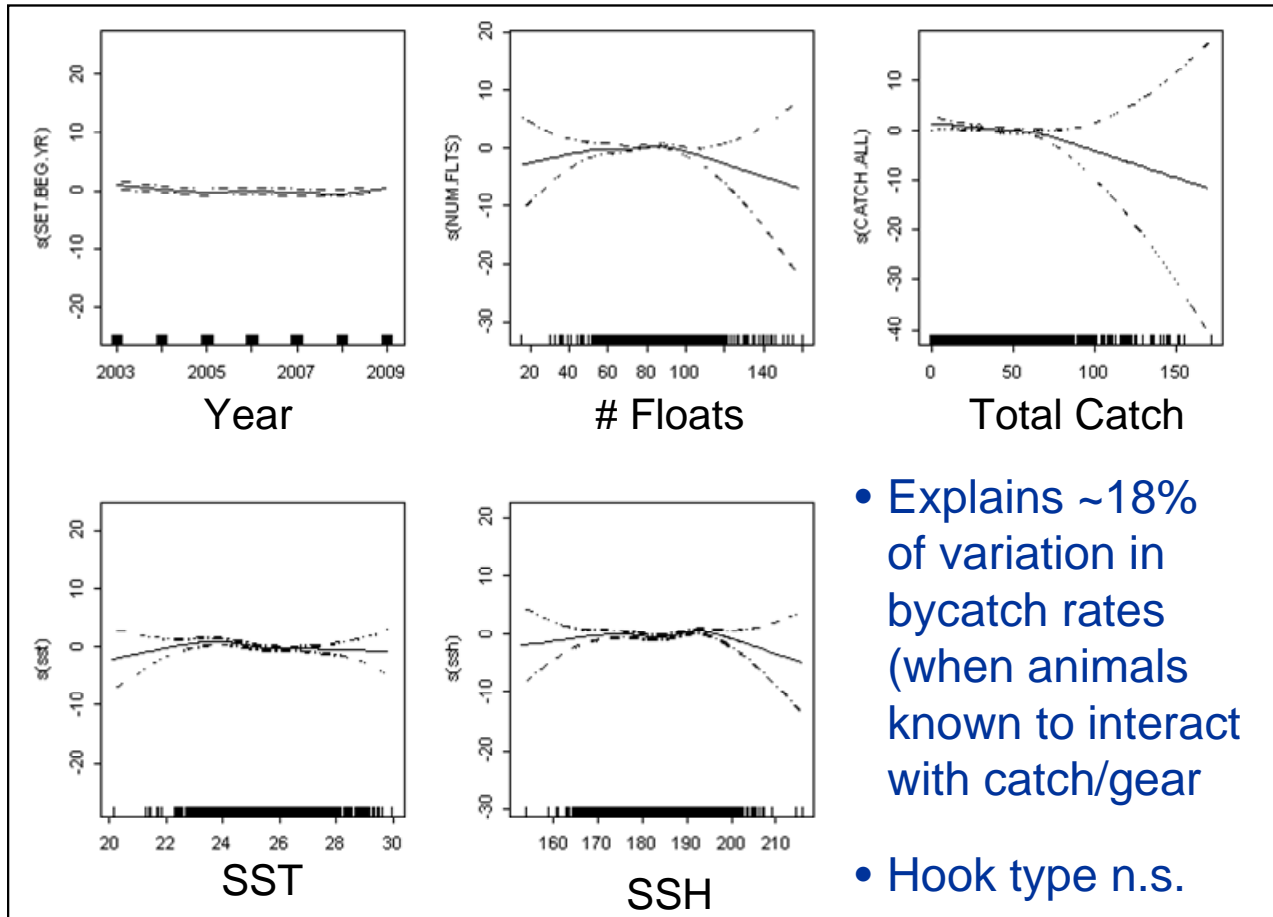 s(SET.BEG.YR)
20
10
0
-10
-20
2003 2005 2007 2009
Year
s(NUM.FLTS)
20
10
0
-10
-20
-30
20 40 60 80 100 140
# Floats
s(CATCH.ALL)
10
0
-10
-20
-30
-40
0 50 100 150
Total Catch
s(sst)
20
10
0
-10
-20
20 22 24 26 28 30
SST
s(ssh)
20
10
0
-10
-20
-30
160 170 180 190 200 210
SSH
• Explains ~18%
of variation in
bycatch rates
(when animals
known to interact
with catch/gear
• Hook type n.s.